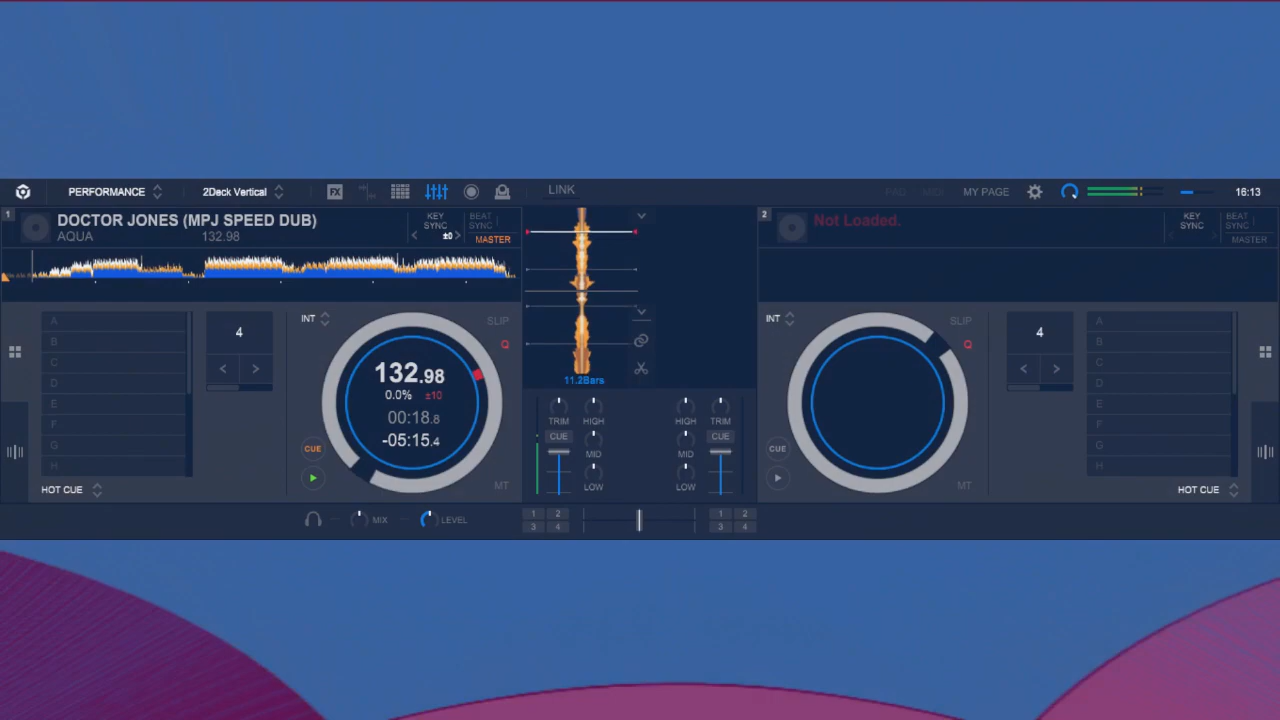 PERFORMANCE 2Deck Vertical FX LINK PAD MIDI MY PAGE 16:13
1 DOCTOR JONES (MPJ SPEED DUB) KEY SYNC BEAT SYNC
AQUA 132.98 ±0 MASTER
2 Not Loaded. KEY SYNC BEAT SYNC
MASTER
A
B
C
D
E
F
G
H
HOT CUE
4
INT
SLIP
Q
132.98
0.0% ±10
00:18.8
-05:15.4
CUE
MT
11.2Bars
TRIM HIGH HIGH TRIM
CUE MID MID CUE
LOW LOW
INT
SLIP
Q
CUE
MT
4
A
B
C
D
E
F
G
H
HOT CUE
MIX LEVEL
1 2 1 2
3 4 3 4